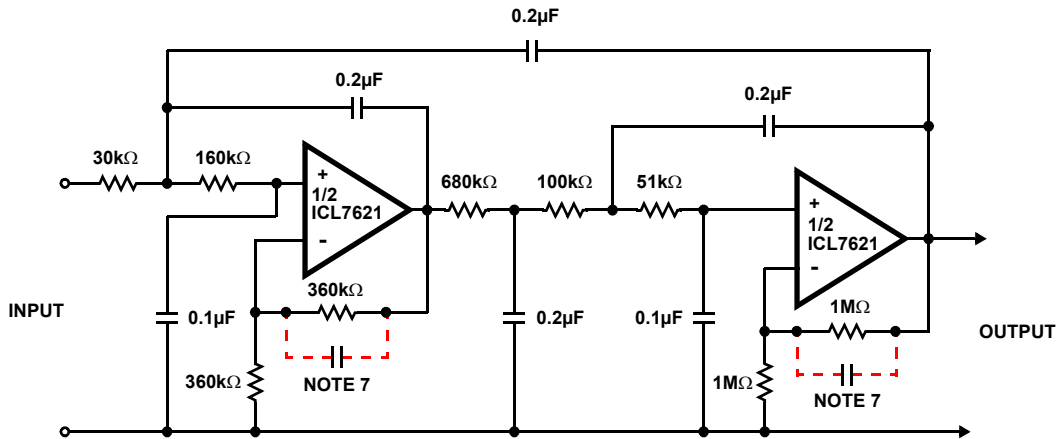 0.2µF
0.2µF
0.2µF
30kΩ
160kΩ
680kΩ
100kΩ
51kΩ
+
1/2
ICL7621
-
+
1/2
ICL7621
-
INPUT
0.1µF
360kΩ
0.2µF
0.1µF
1MΩ
OUTPUT
360kΩ
NOTE 7
1MΩ
NOTE 7